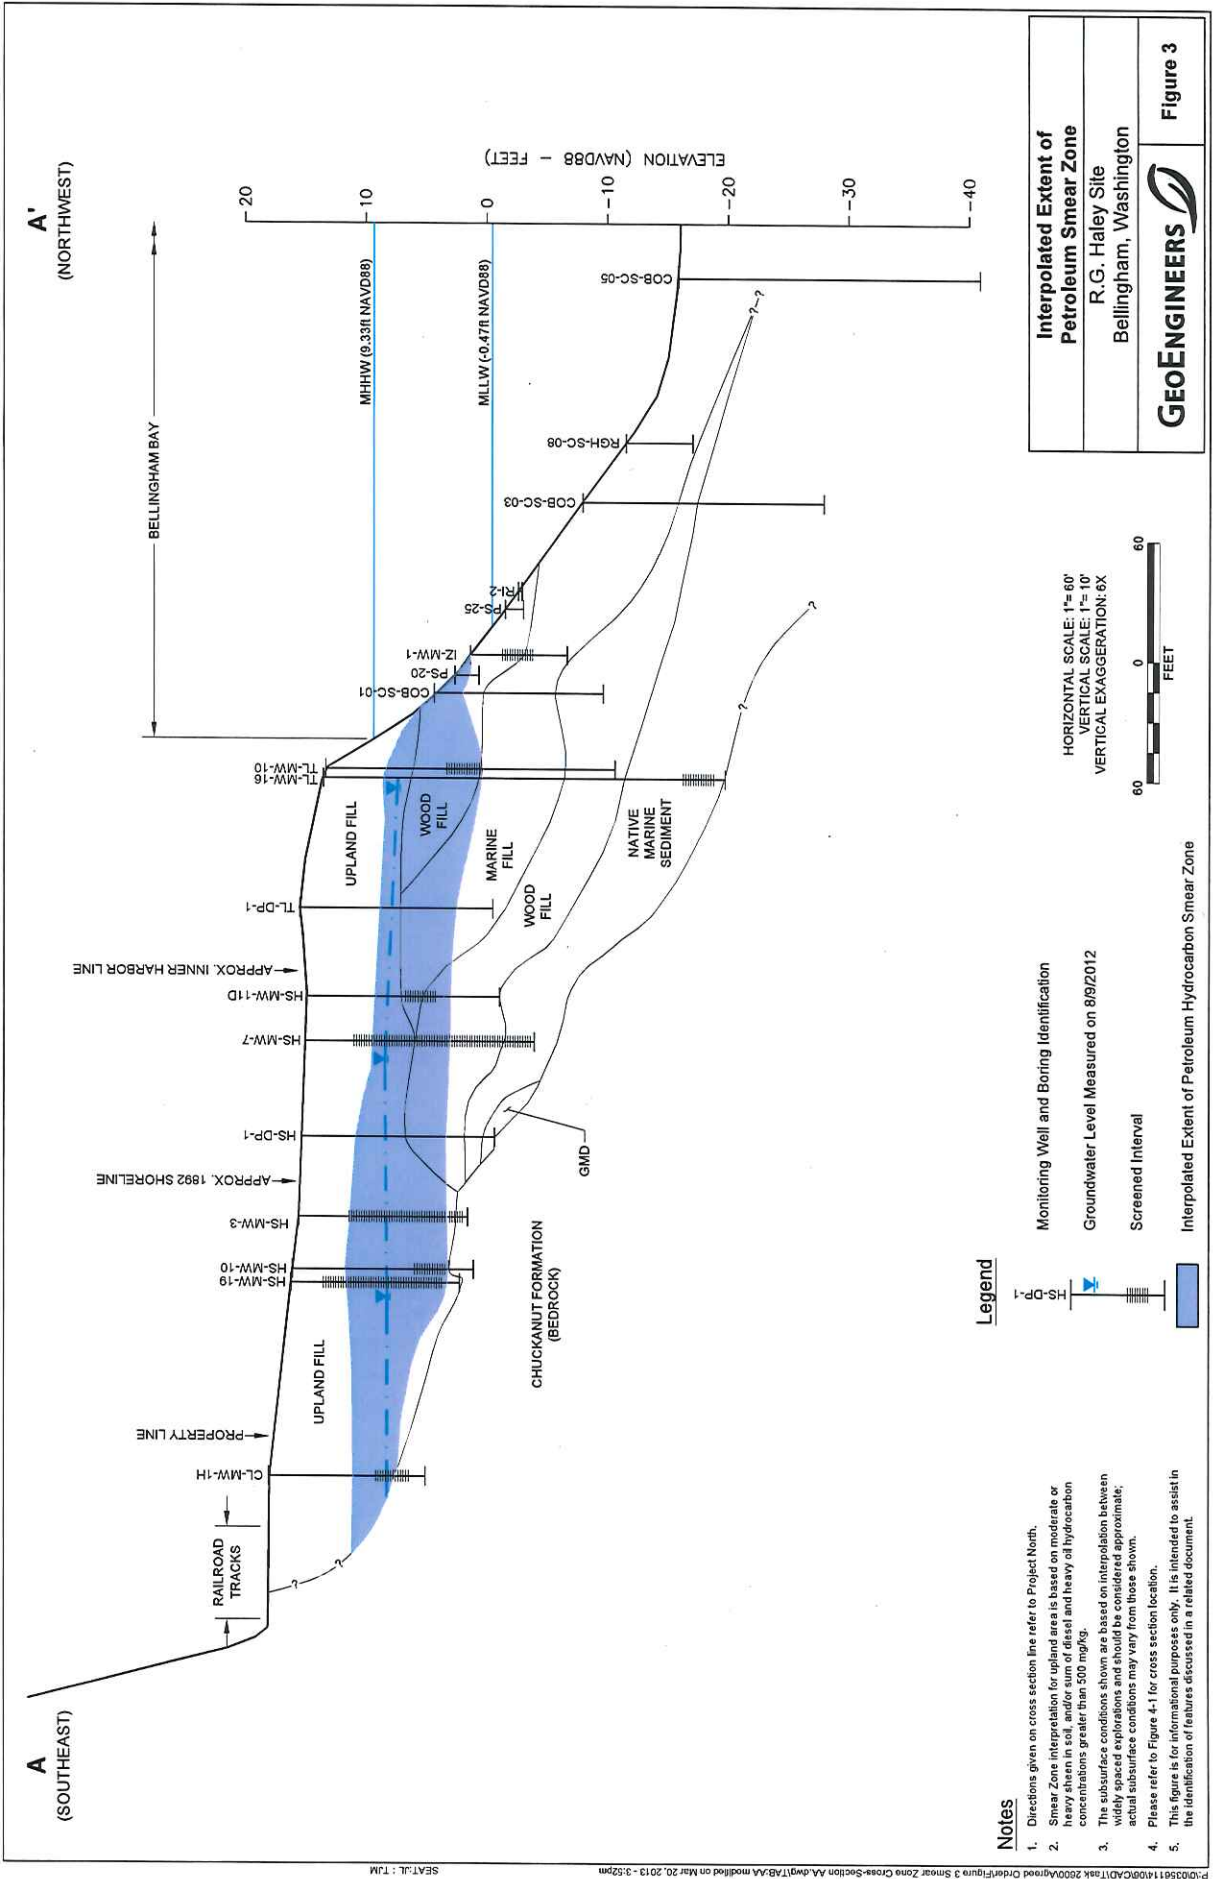 A
(SOUTHEAST)
A'
(NORTHWEST)
BELLINGHAM BAY
RAILROAD
TRACKS
CL-MW-1H
PROPERTY LINE
HS-MW-19
HS-MW-10
HS-MW-3
APPROX. 1892 SHORELINE
HS-DP-1
HS-MW-7
HS-MW-11D
APPROX. INNER HARBOR LINE
TL-DP-1
TL-MW-16
TL-MW-10
COB-SC-01
PS-20
IZ-MW-1
PS-25
RI-2
COB-SC-03
RGH-SC-08
COB-SC-05
MHHW (9.33ft NAVD88)
MLLW (-0.47ft NAVD88)
20
10
0
-10
-20
-30
-40
ELEVATION (NAVD88 - FEET)
UPLAND FILL
UPLAND FILL
WOOD
FILL
MARINE
FILL
WOOD
FILL
NATIVE
MARINE
SEDIMENT
GMD
CHUCKANUT FORMATION
(BEDROCK)
?
?
?
?
?
?
Legend
HS-DP-1
Monitoring Well and Boring Identification
Groundwater Level Measured on 8/9/2012
Screened Interval
Interpolated Extent of Petroleum Hydrocarbon Smear Zone
HORIZONTAL SCALE: 1"= 60'
VERTICAL SCALE: 1"= 10'
VERTICAL EXAGGERATION: 6X
60
0
60
FEET
Notes
1. Directions given on cross section line refer to Project North.
2. Smear Zone interpretation for upland area is based on moderate or
heavy sheen in soil, and/or sum of diesel and heavy oil hydrocarbon
concentrations greater than 500 mg/kg.
3. The subsurface conditions shown are based on interpolation between
widely spaced explorations and should be considered approximate;
actual subsurface conditions may vary from those shown.
4. Please refer to Figure 4-1 for cross section location.
5. This figure is for informational purposes only. It is intended to assist in
the identification of features discussed in a related document.
Interpolated Extent of
Petroleum Smear Zone
R.G. Haley Site
Bellingham, Washington
GEOENGINEERS
Figure 3
SEAT:JL : TJM